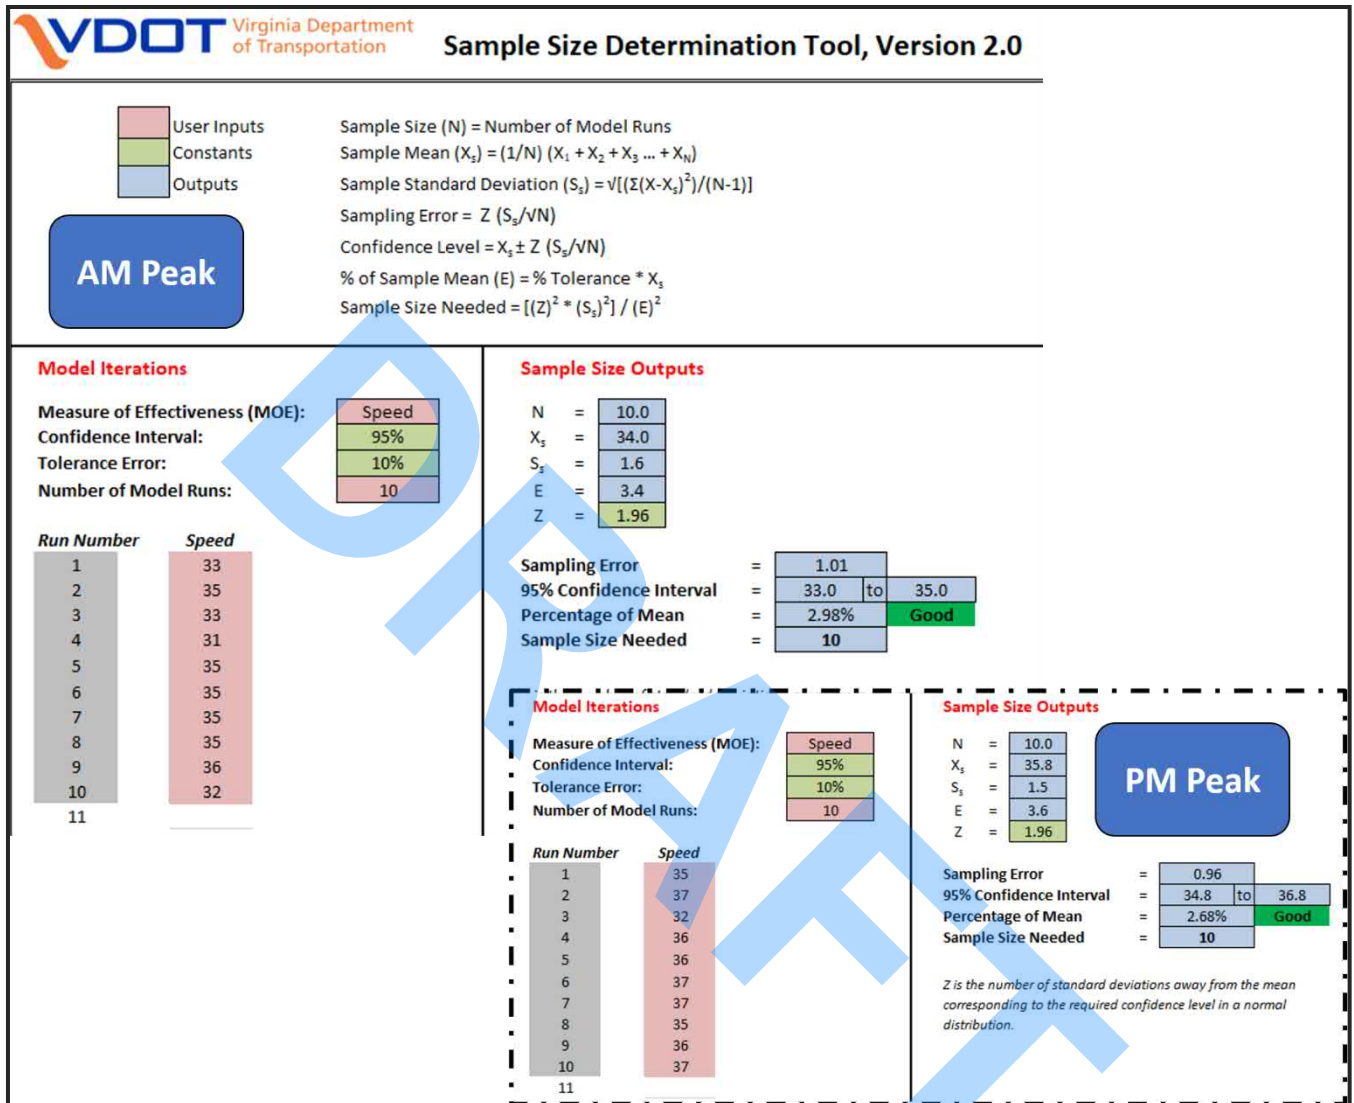 VDOT Virginia Department
of Transportation
Sample Size Determination Tool, Version 2.0
User Inputs
Constants
Outputs
Sample Size (N) = Number of Model Runs
Sample Mean (Xₛ) = (1/N) (X₁ + X₂ + X₃ ... + X_N)
Sample Standard Deviation (Sₛ) = √[(Σ(X-Xₛ)²)/(N-1)]
Sampling Error = Z (Sₛ/√N)
Confidence Level = Xₛ ± Z (Sₛ/√N)
% of Sample Mean (E) = % Tolerance * Xₛ
Sample Size Needed = [(Z)² * (Sₛ)²] / (E)²
AM Peak
Model Iterations
Measure of Effectiveness (MOE): Speed
Confidence Interval: 95%
Tolerance Error: 10%
Number of Model Runs: 10
Run Number Speed
1 33
2 35
3 33
4 31
5 35
6 35
7 35
8 35
9 36
10 32
11
Sample Size Outputs
N = 10.0
Xₛ = 34.0
Sₛ = 1.6
E = 3.4
Z = 1.96
Sampling Error = 1.01
95% Confidence Interval = 33.0 to 35.0
Percentage of Mean = 2.98% Good
Sample Size Needed = 10
Model Iterations
Measure of Effectiveness (MOE): Speed
Confidence Interval: 95%
Tolerance Error: 10%
Number of Model Runs: 10
Run Number Speed
1 35
2 37
3 32
4 36
5 36
6 37
7 37
8 35
9 36
10 37
11
Sample Size Outputs
N = 10.0
Xₛ = 35.8
Sₛ = 1.5
E = 3.6
Z = 1.96
PM Peak
Sampling Error = 0.96
95% Confidence Interval = 34.8 to 36.8
Percentage of Mean = 2.68% Good
Sample Size Needed = 10
Z is the number of standard deviations away from the mean
corresponding to the required confidence level in a normal
distribution.
DRAFT